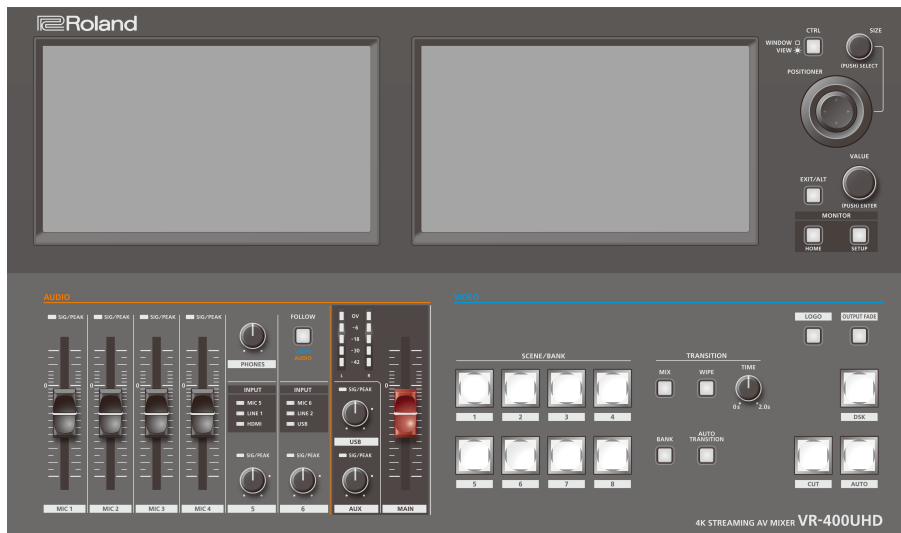 Roland
CTRL
SIZE
WINDOW
VIEW
(PUSH) SELECT
POSITIONER
VALUE
EXIT/ALT
(PUSH) ENTER
MONITOR
HOME SETUP
AUDIO
VIDEO
SIG/PEAK SIG/PEAK SIG/PEAK SIG/PEAK
FOLLOW
AUDIO
PHONES
INPUT INPUT
MIC 5 MIC 6
LINE 1 LINE 2
HDMI USB
SIG/PEAK SIG/PEAK
0 0
OV
-6
-18
-30
-42
L R
SIG/PEAK
USB
SIG/PEAK
MIC 1 MIC 2 MIC 3 MIC 4 5 6 AUX MAIN
LOGO OUTPUT FADE
SCENE/BANK
TRANSITION
MIX WIPE TIME
0s 2.0s
1 2 3 4
DSK
BANK AUTO
TRANSITION
5 6 7 8
CUT AUTO
4K STREAMING AV MIXER VR-400UHD